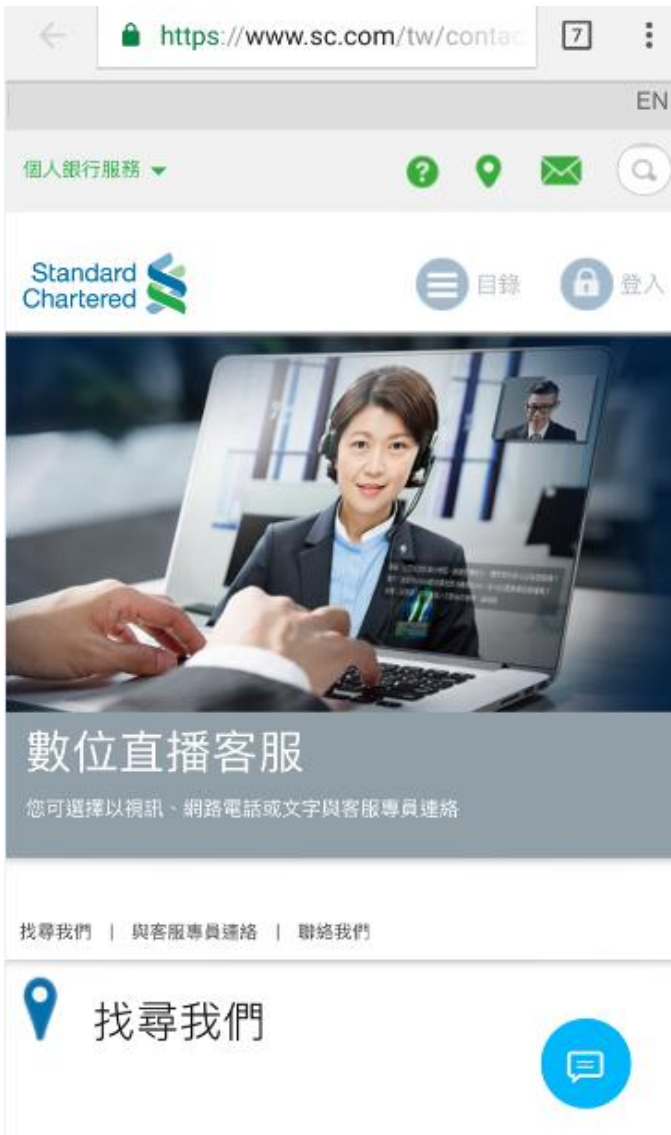 https://www.sc.com/tw/contac
7
EN
個人銀行服務
Standard
Chartered
目錄
登入
數位直播客服
您可選擇以視訊、網路電話或文字與客服專員連絡
找尋我們 | 與客服專員連絡 | 聯絡我們
找尋我們